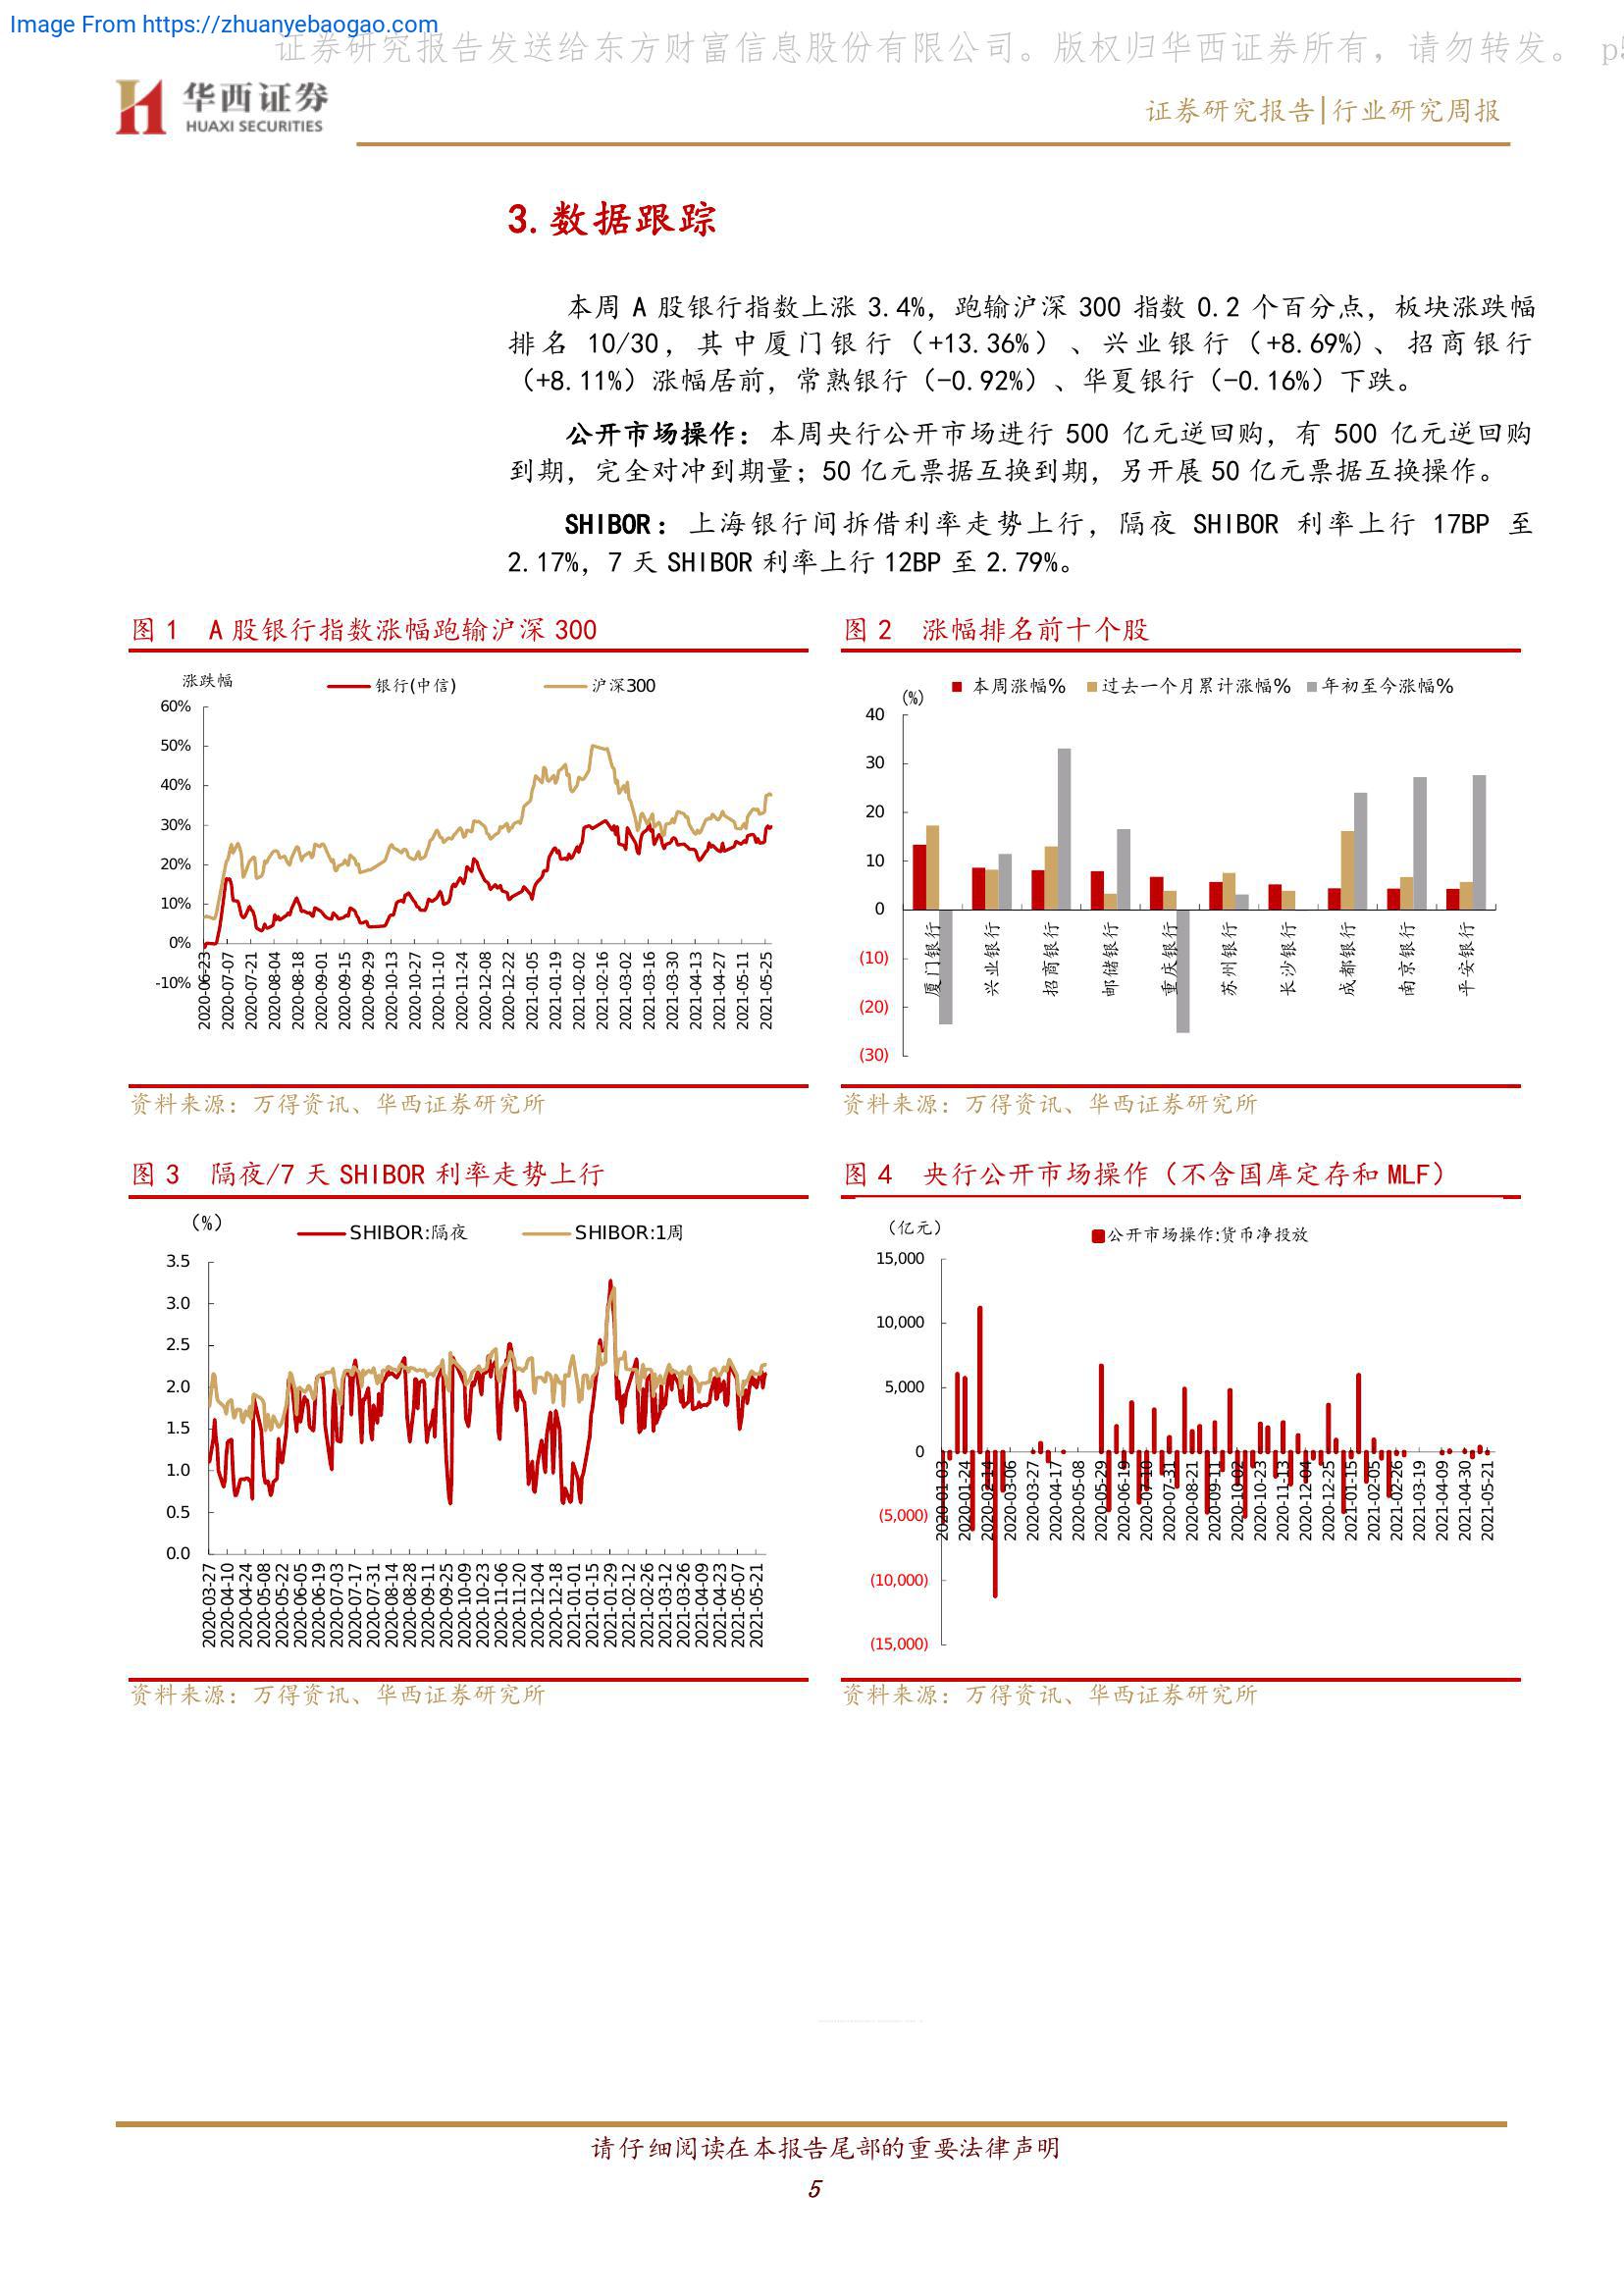 Image From https://zhuanyebaogao.com
证券研究报告发送给东方财富信息股份有限公司。版权归华西证券所有，请勿转发。 p5
华西证券
HUAXI SECURITIES
证券研究报告|行业研究周报
3. 数据跟踪
本周 A 股银行指数上涨 3.4%，跑输沪深 300 指数 0.2 个百分点，板块涨跌幅
排名 10/30，其中厦门银行（+13.36%）、兴业银行（+8.69%）、招商银行
（+8.11%）涨幅居前，常熟银行（-0.92%）、华夏银行（-0.16%）下跌。
公开市场操作：本周央行公开市场进行 500 亿元逆回购，有 500 亿元逆回购
到期，完全对冲到期量；50 亿元票据互换到期，另开展 50 亿元票据互换操作。
SHIBOR：上海银行间拆借利率走势上行，隔夜 SHIBOR 利率上行 17BP 至
2.17%，7 天 SHIBOR 利率上行 12BP 至 2.79%。
图 1 A 股银行指数涨幅跑输沪深 300
涨跌幅
银行(中信)
沪深300
60%
50%
40%
30%
20%
10%
0%
-10%
2020-06-23
2020-07-07
2020-07-21
2020-08-04
2020-08-18
2020-09-01
2020-09-15
2020-09-29
2020-10-13
2020-10-27
2020-11-10
2020-11-24
2020-12-08
2020-12-22
2021-01-05
2021-01-19
2021-02-02
2021-02-16
2021-03-02
2021-03-16
2021-03-30
2021-04-13
2021-04-27
2021-05-11
2021-05-25
资料来源：万得资讯、华西证券研究所
图 2 涨幅排名前十个股
(%)
本周涨幅%
过去一个月累计涨幅%
年初至今涨幅%
40
30
20
10
0
(10)
(20)
(30)
厦门银行
兴业银行
招商银行
邮储银行
重庆银行
苏州银行
长沙银行
成都银行
南京银行
平安银行
资料来源：万得资讯、华西证券研究所
图 3 隔夜/7 天 SHIBOR 利率走势上行
（%）
SHIBOR:隔夜
SHIBOR:1周
3.5
3.0
2.5
2.0
1.5
1.0
0.5
0.0
2020-03-27
2020-04-10
2020-04-24
2020-05-08
2020-05-22
2020-06-05
2020-06-19
2020-07-03
2020-07-17
2020-07-31
2020-08-14
2020-08-28
2020-09-11
2020-09-25
2020-10-09
2020-10-23
2020-11-06
2020-11-20
2020-12-04
2020-12-18
2021-01-01
2021-01-15
2021-01-29
2021-02-12
2021-02-26
2021-03-12
2021-03-26
2021-04-09
2021-04-23
2021-05-07
2021-05-21
资料来源：万得资讯、华西证券研究所
图 4 央行公开市场操作（不含国库定存和 MLF）
（亿元）
公开市场操作:货币净投放
15,000
10,000
5,000
0
(5,000)
(10,000)
(15,000)
2020-01-03
2020-01-24
2020-02-14
2020-03-06
2020-03-27
2020-04-17
2020-05-08
2020-05-29
2020-06-19
2020-07-10
2020-07-31
2020-08-21
2020-09-11
2020-10-02
2020-10-23
2020-11-13
2020-12-04
2020-12-25
2021-01-15
2021-02-05
2021-02-26
2021-03-19
2021-04-09
2021-04-30
2021-05-21
资料来源：万得资讯、华西证券研究所
请仔细阅读在本报告尾部的重要法律声明
5